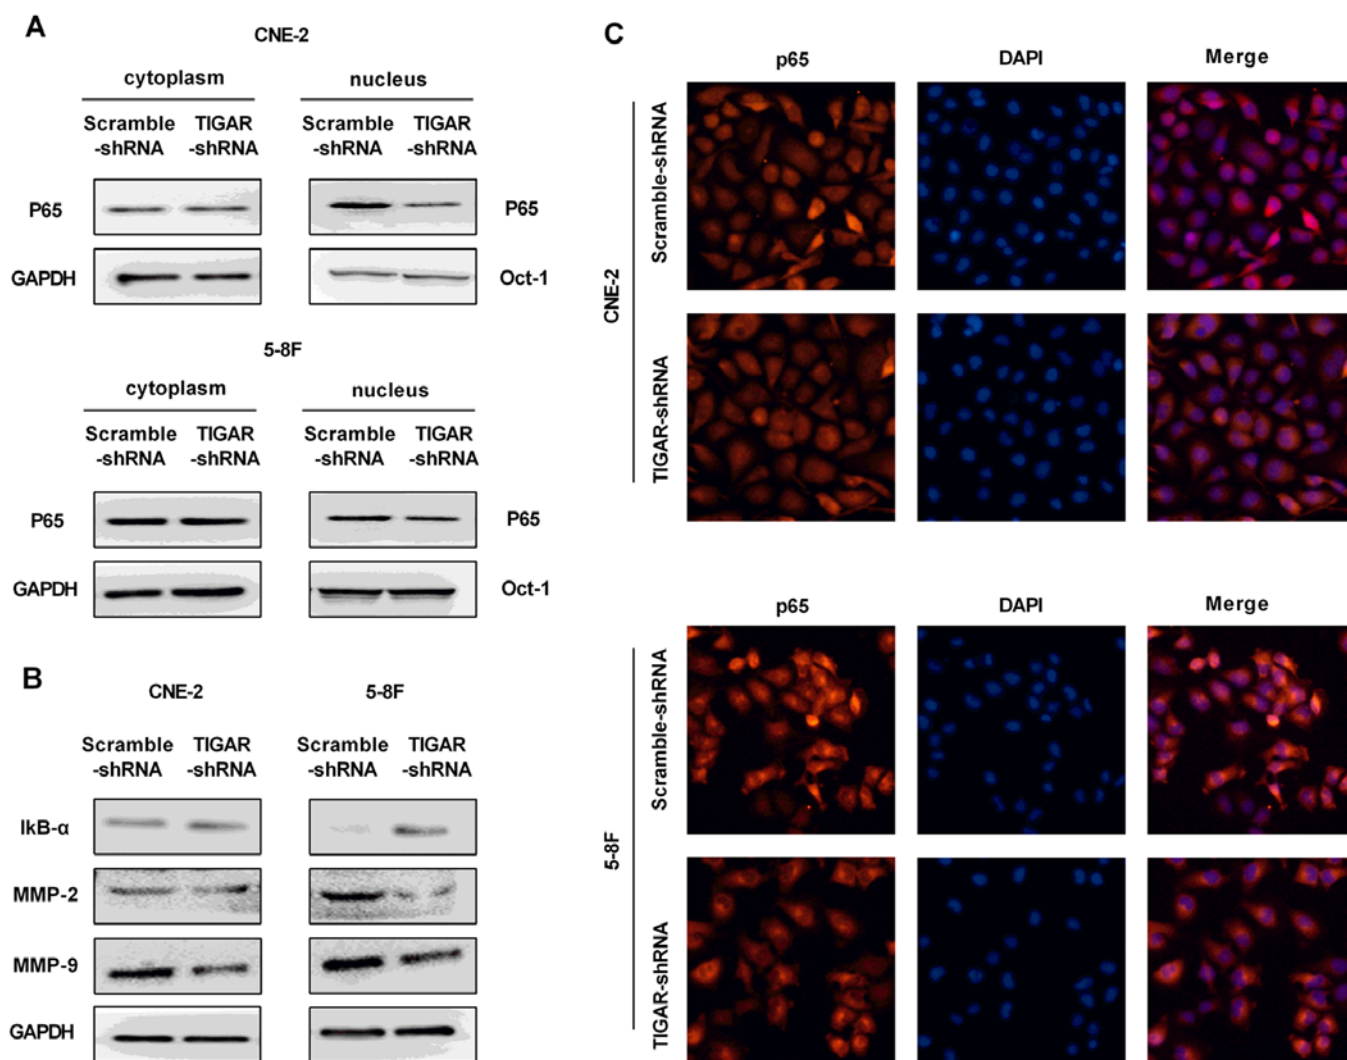 A
CNE-2
cytoplasm nucleus
Scramble TIGAR Scramble TIGAR
-shRNA -shRNA -shRNA -shRNA
P65 P65
GAPDH Oct-1
5-8F
cytoplasm nucleus
Scramble TIGAR Scramble TIGAR
-shRNA -shRNA -shRNA -shRNA
P65 P65
GAPDH Oct-1
B
CNE-2 5-8F
Scramble TIGAR Scramble TIGAR
-shRNA -shRNA -shRNA -shRNA
IkB-α
MMP-2
MMP-9
GAPDH
C
p65 DAPI Merge
CNE-2
Scramble-shRNA
TIGAR-shRNA
p65 DAPI Merge
5-8F
Scramble-shRNA
TIGAR-shRNA